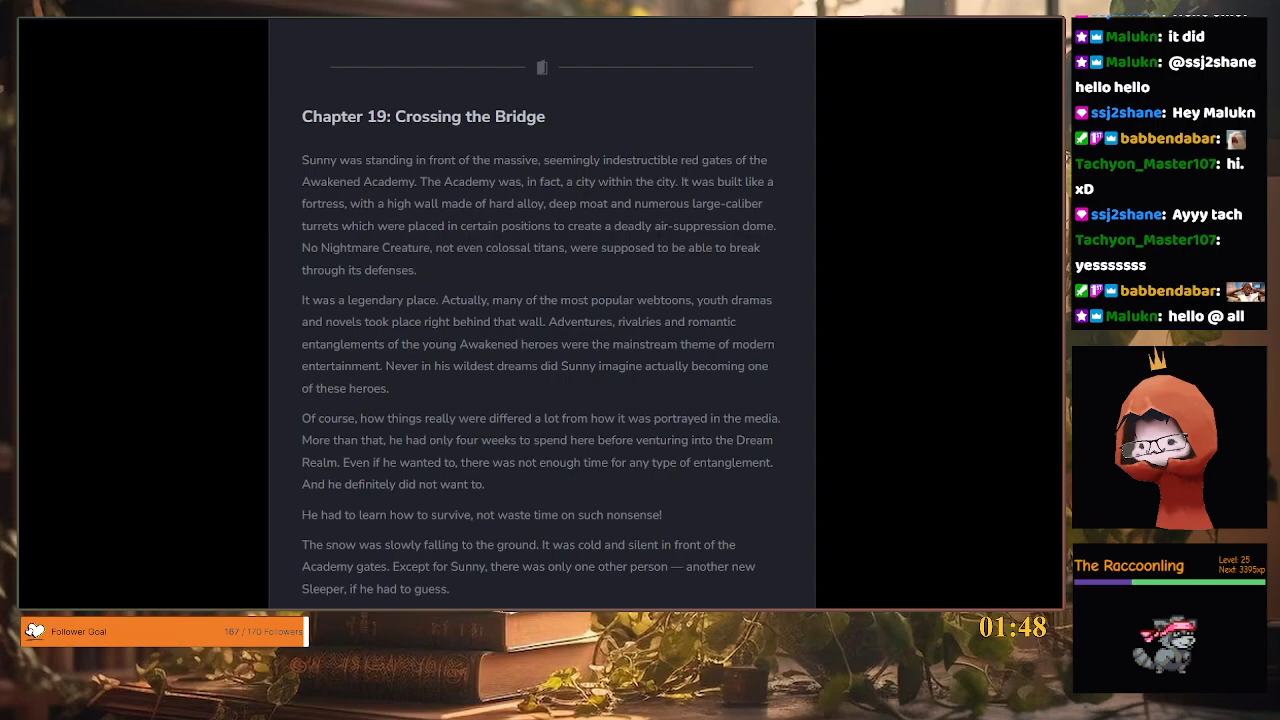 Chapter 19: Crossing the Bridge
Sunny was standing in front of the massive, seemingly indestructible red gates of the
Awakened Academy. The Academy was, in fact, a city within the city. It was built like a
fortress, with a high wall made of hard alloy, deep moat and numerous large-caliber
turrets which were placed in certain positions to create a deadly air-suppression dome.
No Nightmare Creature, not even colossal titans, were supposed to be able to break
through its defenses.
It was a legendary place. Actually, many of the most popular webtoons, youth dramas
and novels took place right behind that wall. Adventures, rivalries and romantic
entanglements of the young Awakened heroes were the mainstream theme of modern
entertainment. Never in his wildest dreams did Sunny imagine actually becoming one
of these heroes.
Of course, how things really were differed a lot from how it was portrayed in the media.
More than that, he had only four weeks to spend here before venturing into the Dream
Realm. Even if he wanted to, there was not enough time for any type of entanglement.
And he definitely did not want to.
He had to learn how to survive, not waste time on such nonsense!
The snow was slowly falling to the ground. It was cold and silent in front of the
Academy gates. Except for Sunny, there was only one other person — another new
Sleeper, if he had to guess.
Malukn: it did
Malukn: @ssj2shane
hello hello
ssj2shane: Hey Malukn
babbendabar:
Tachyon_Master107: hi.
xD
ssj2shane: Ayyy tach
Tachyon_Master107:
yesssssss
babbendabar:
Malukn: hello @ all
The Raccoonling
Level: 25
Next: 3395xp
Follower Goal
167 / 170 Followers
01:48